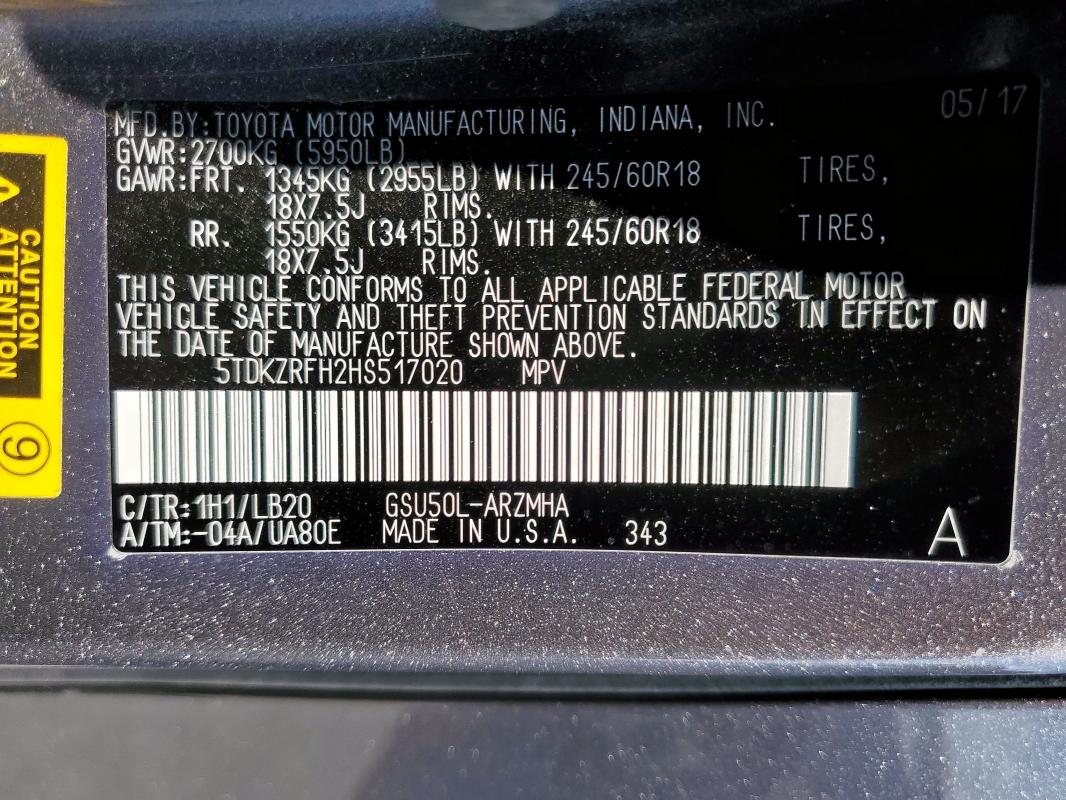 MFD.BY:TOYOTA MOTOR MANUFACTURING, INDIANA, INC. 05/17
GVWR:2700KG (5950LB)
GAWR:FRT. 1345KG (2955LB) WITH 245/60R18 TIRES,
18X7.5J RIMS.
RR. 1550KG (3415LB) WITH 245/60R18 TIRES,
18X7.5J RIMS.
THIS VEHICLE CONFORMS TO ALL APPLICABLE FEDERAL MOTOR
VEHICLE SAFETY AND THEFT PREVENTION STANDARDS IN EFFECT ON
THE DATE OF MANUFACTURE SHOWN ABOVE.
5TDKZRFH2HS517020 MPV
C/TR:1H1/LB20 GSU50L-ARZMHA
A/TM:-04A/UA80E MADE IN U.S.A. 343 A
CAUTION
ATTENTION
9